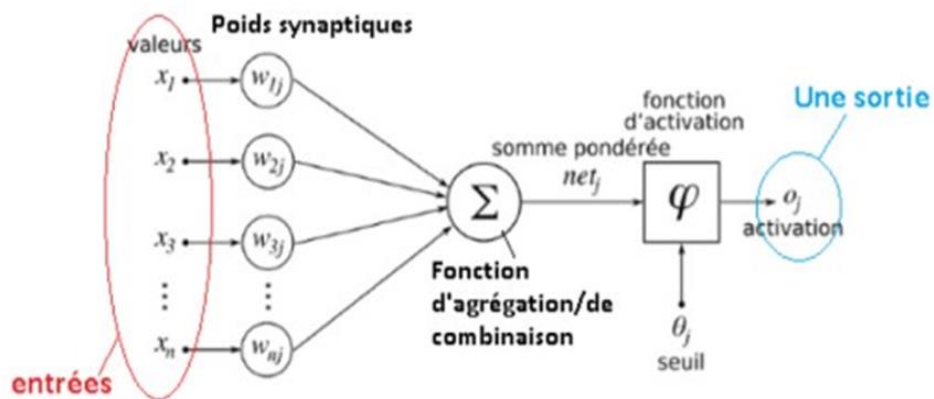 Poids synaptiques
valeurs
x1
w1j
x2
w2j
x3
w3j
⋮
⋮
xn
wnj
entrées
Σ
Fonction
d'agrégation/de
combinaison
somme pondérée
netj
fonction
d'activation
φ
θj
seuil
Une sortie
oj
activation